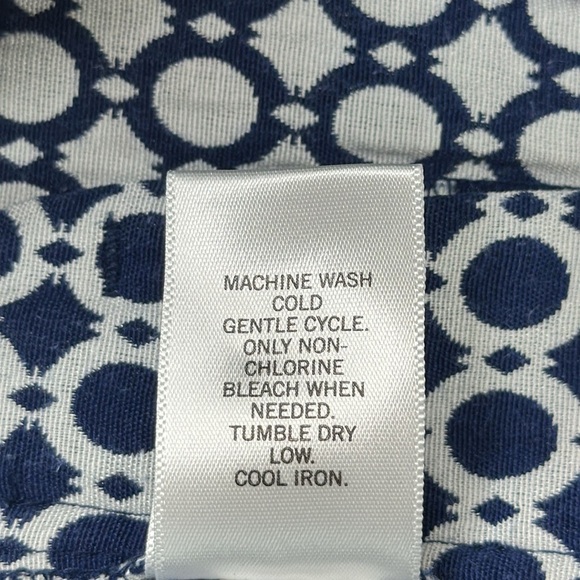 MACHINE WASH
COLD
GENTLE CYCLE.
ONLY NON-
CHLORINE
BLEACH WHEN
NEEDED.
TUMBLE DRY
LOW.
COOL IRON.